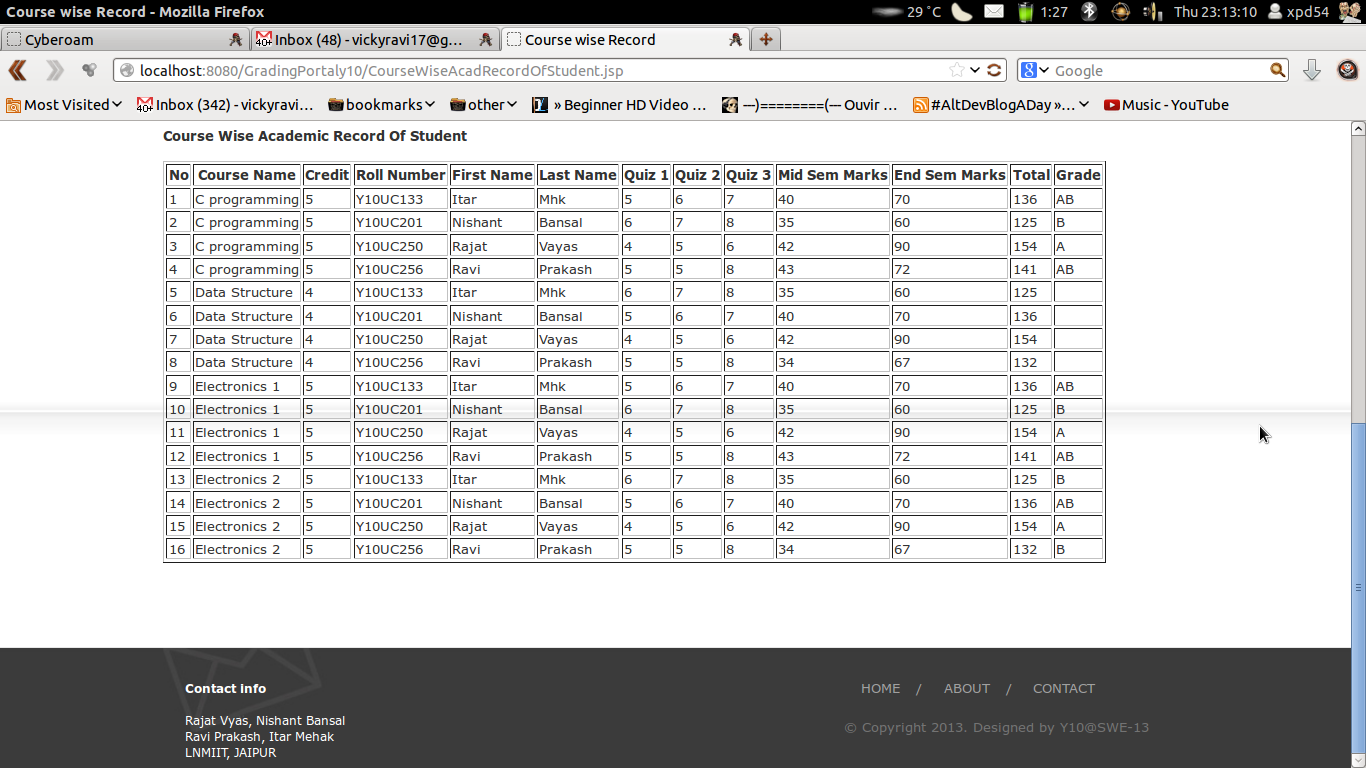 Course wise Record - Mozilla Firefox 29 °C 1:27 Thu 23:13:10 xpd54
Cyberoam Inbox (48) - vickyravi17@g... Course wise Record
localhost:8080/GradingPortaly10/CourseWiseAcadRecordOfStudent.jsp Google
Most Visited Inbox (342) - vickyravi... bookmarks other » Beginner HD Video ... ---)========(--- Ouvir ... #AltDevBlogADay »... Music - YouTube
Course Wise Academic Record Of Student
No Course Name Credit Roll Number First Name Last Name Quiz 1 Quiz 2 Quiz 3 Mid Sem Marks End Sem Marks Total Grade
1 C programming 5 Y10UC133 Itar Mhk 5 6 7 40 70 136 AB
2 C programming 5 Y10UC201 Nishant Bansal 6 7 8 35 60 125 B
3 C programming 5 Y10UC250 Rajat Vayas 4 5 6 42 90 154 A
4 C programming 5 Y10UC256 Ravi Prakash 5 5 8 43 72 141 AB
5 Data Structure 4 Y10UC133 Itar Mhk 6 7 8 35 60 125
6 Data Structure 4 Y10UC201 Nishant Bansal 5 6 7 40 70 136
7 Data Structure 4 Y10UC250 Rajat Vayas 4 5 6 42 90 154
8 Data Structure 4 Y10UC256 Ravi Prakash 5 5 8 34 67 132
9 Electronics 1 5 Y10UC133 Itar Mhk 5 6 7 40 70 136 AB
10 Electronics 1 5 Y10UC201 Nishant Bansal 6 7 8 35 60 125 B
11 Electronics 1 5 Y10UC250 Rajat Vayas 4 5 6 42 90 154 A
12 Electronics 1 5 Y10UC256 Ravi Prakash 5 5 8 43 72 141 AB
13 Electronics 2 5 Y10UC133 Itar Mhk 6 7 8 35 60 125 B
14 Electronics 2 5 Y10UC201 Nishant Bansal 5 6 7 40 70 136 AB
15 Electronics 2 5 Y10UC250 Rajat Vayas 4 5 6 42 90 154 A
16 Electronics 2 5 Y10UC256 Ravi Prakash 5 5 8 34 67 132 B
Contact info HOME / ABOUT / CONTACT
Rajat Vyas, Nishant Bansal
© Copyright 2013. Designed by Y10@SWE-13
Ravi Prakash, Itar Mehak
LNMIIT, JAIPUR